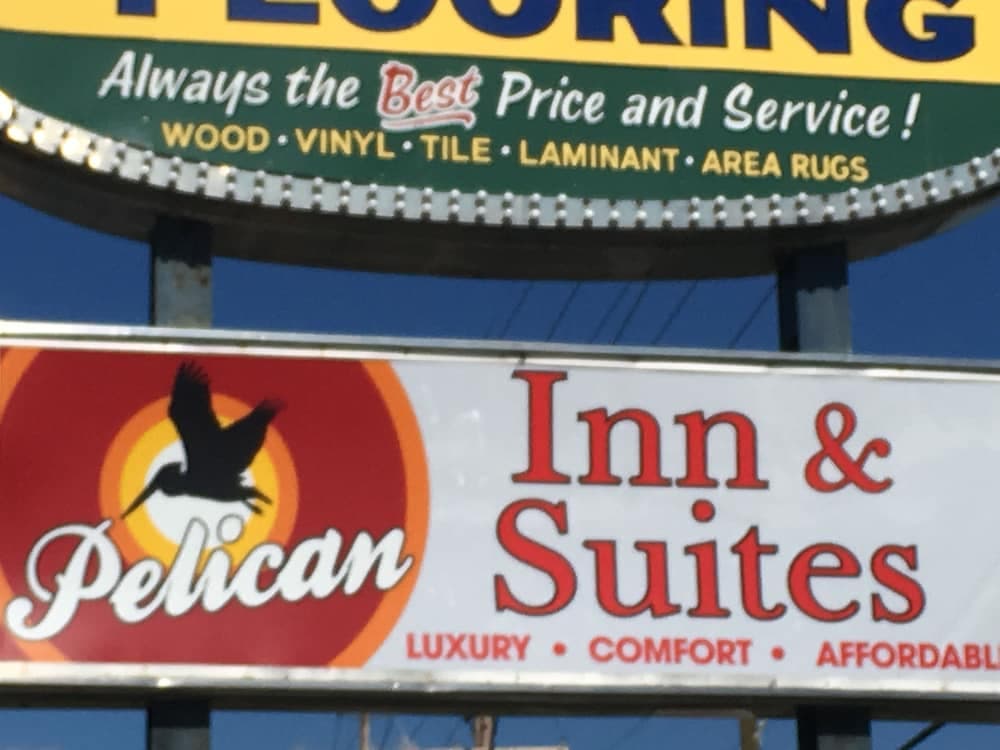 FLOORING
Always the Best Price and Service!
WOOD • VINYL • TILE • LAMINANT • AREA RUGS
Pelican
Inn &
Suites
LUXURY • COMFORT • AFFORDABL